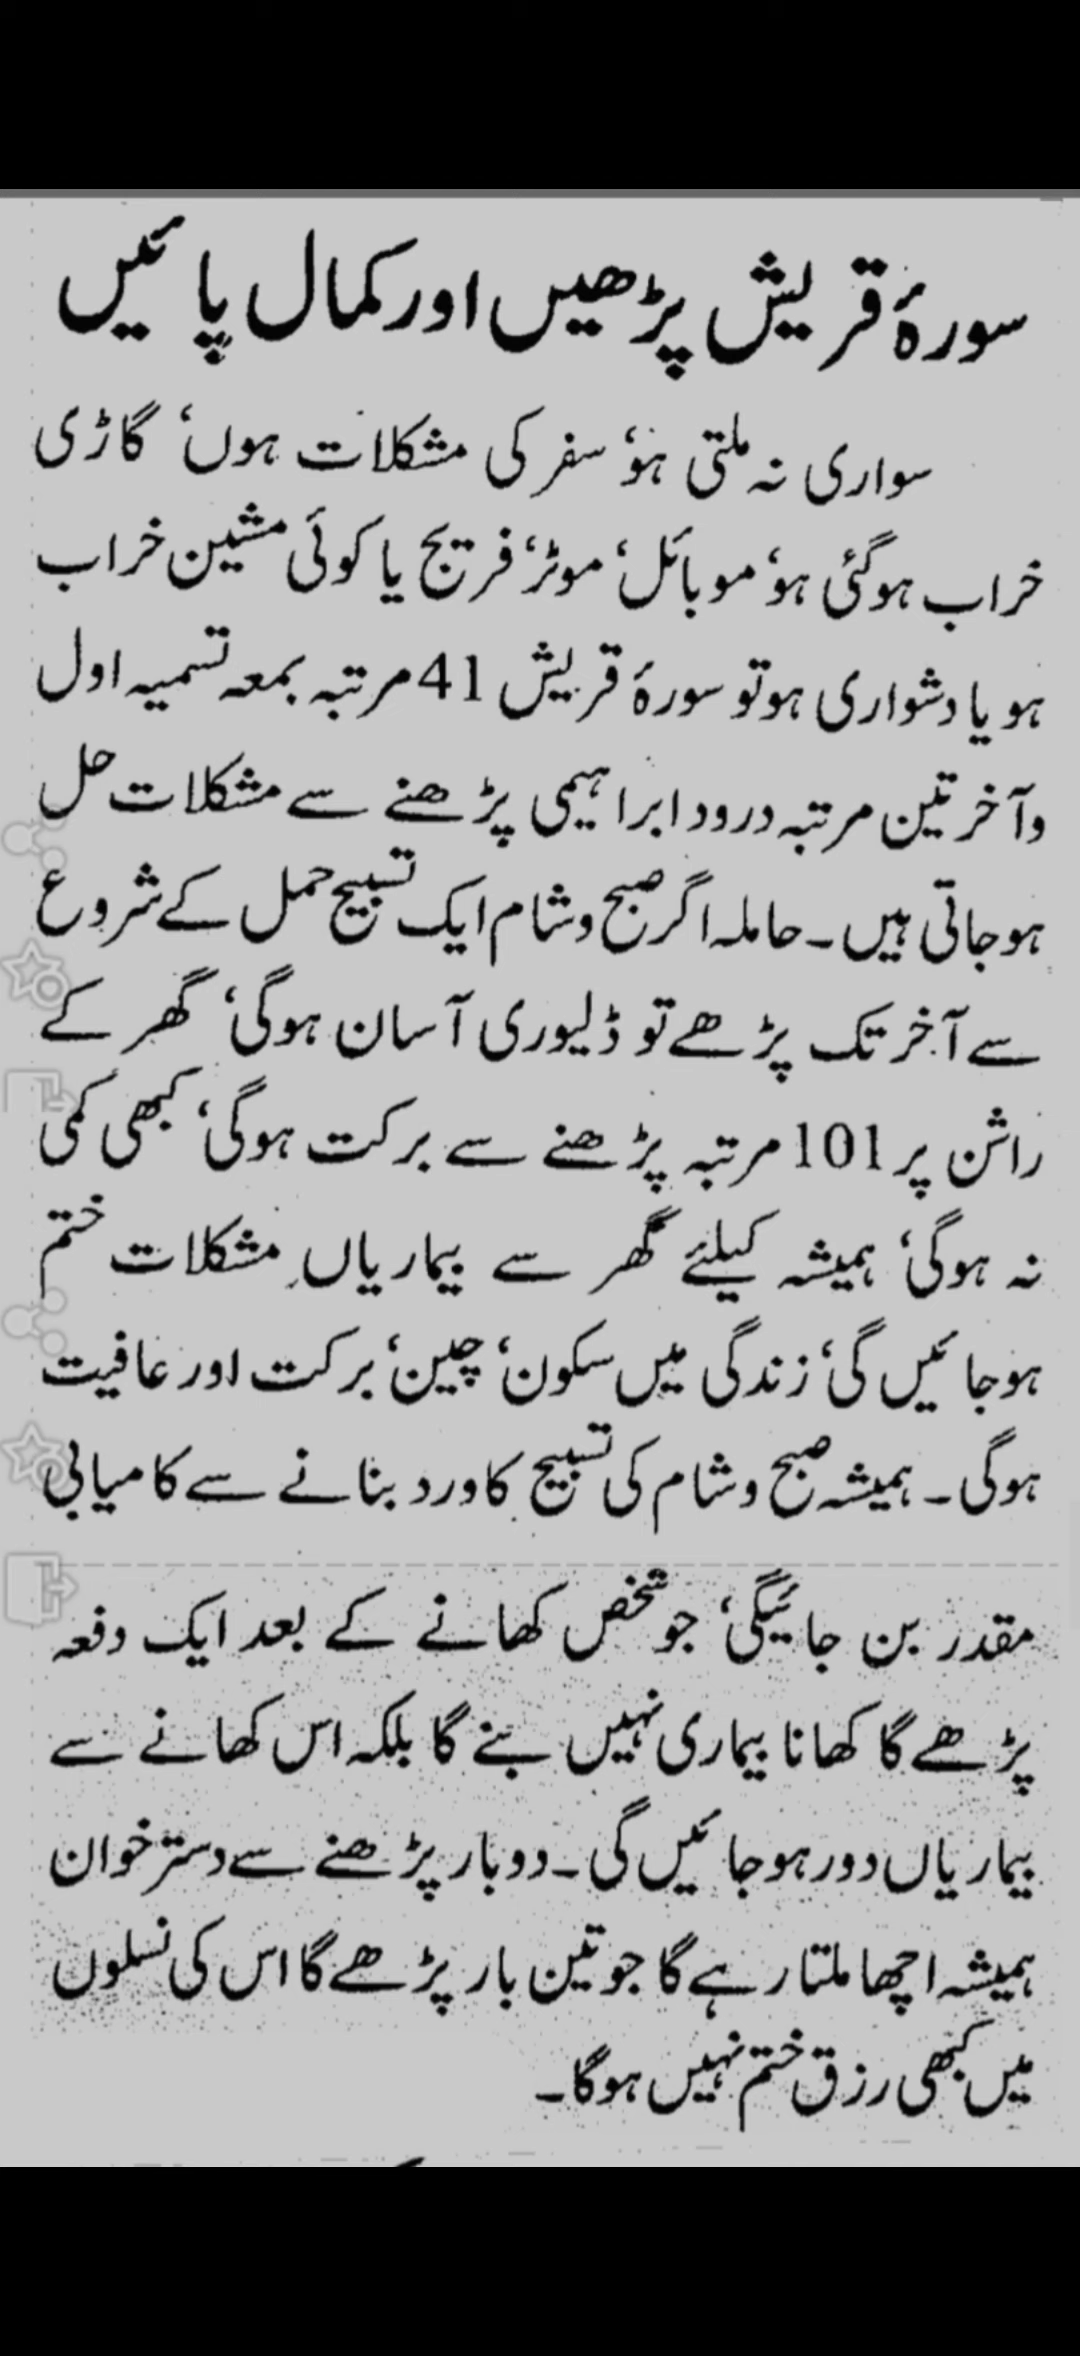 سورۂ قریش پڑھیں اور کمال پائیں
سواری نہ ملتی ہو‘ سفر کی مشکلات ہوں‘ گاڑی
خراب ہوگئی ہو‘ موبائل‘ موٹر‘ فریج یا کوئی مشین خراب
ہو یا دشواری ہو تو سورۂ قریش 41 مرتبہ بمعہ تسمیہ اول
وآخر تین مرتبہ درود ابراہیمی پڑھنے سے مشکلات حل
ہوجاتی ہیں۔ حاملہ اگر صبح و شام ایک تسبیح حمل کے شروع
سے آخر تک پڑھے تو ڈلیوری آسان ہوگی‘ گھر کے
راشن پر 101 مرتبہ پڑھنے سے برکت ہوگی‘ کبھی کمی
نہ ہوگی‘ ہمیشہ کیلئے گھر سے بیماریاں مشکلات ختم
ہوجائیں گی‘ زندگی میں سکون‘ چین‘ برکت اور عافیت
ہوگی۔ ہمیشہ صبح و شام کی تسبیح کا ورد بنانے سے کامیابی
مقدر بن جائیگی‘ جو شخص کھانے کے بعد ایک دفعہ
پڑھے گا کھانا بیماری نہیں بنے گا بلکہ اس کھانے سے
بیماریاں دور ہوجائیں گی۔ دوبار پڑھنے سے دسترخوان
ہمیشہ اچھا ملتا رہے گا جو تین بار پڑھے گا اس کی نسلوں
میں کبھی رزق ختم نہیں ہوگا۔